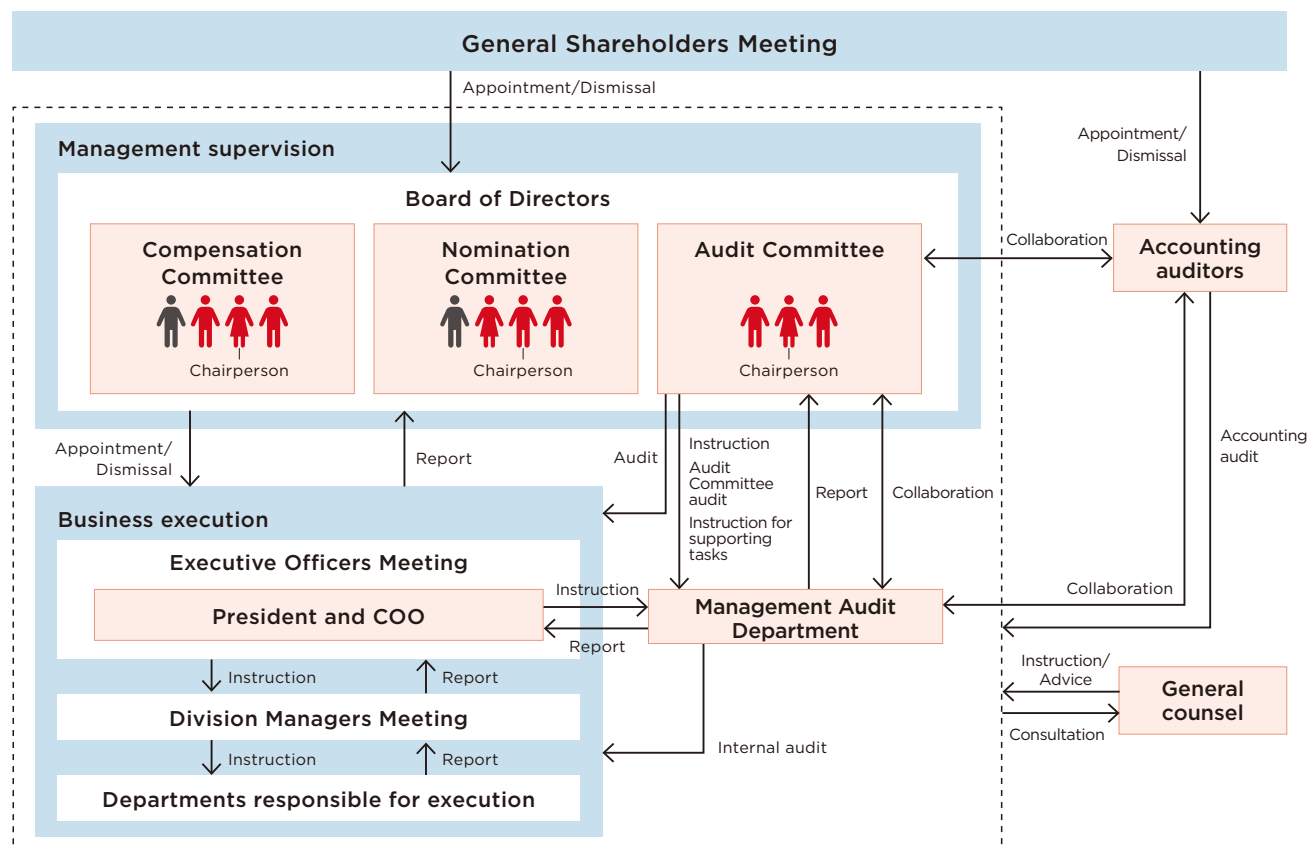 General Shareholders Meeting
Appointment/Dismissal
Appointment/
Dismissal
Management supervision
Board of Directors
Compensation
Committee
Chairperson
Nomination
Committee
Chairperson
Audit Committee
Chairperson
Collaboration
Accounting
auditors
Appointment/
Dismissal
Report
Audit
Instruction
Audit
Committee
audit
Instruction for
supporting
tasks
Report
Collaboration
Accounting
audit
Business execution
Executive Officers Meeting
President and COO
Instruction
Report
Management Audit
Department
Collaboration
Instruction
Report
Division Managers Meeting
Instruction
Report
Departments responsible for execution
Internal audit
Instruction/
Advice
Consultation
General
counsel